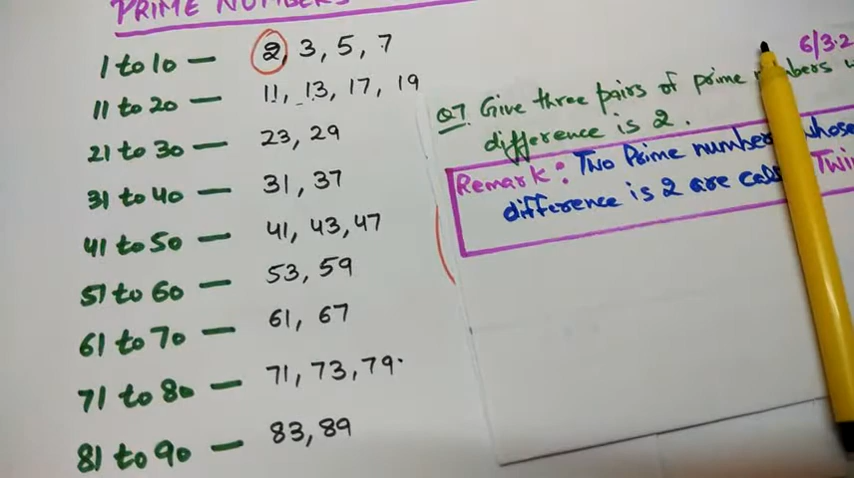 PRIME NUMBERS
1 to 10 — 2, 3, 5, 7
11 to 20 — 11, 13, 17, 19
21 to 30 — 23, 29
31 to 40 — 31, 37
41 to 50 — 41, 43, 47
51 to 60 — 53, 59
61 to 70 — 61, 67
71 to 80 — 71, 73, 79.
81 to 90 — 83, 89
6/3.2
Q7. Give three pairs of prime
difference is 2.
Remark: Two Prime numbers whose
difference is 2 are Twin